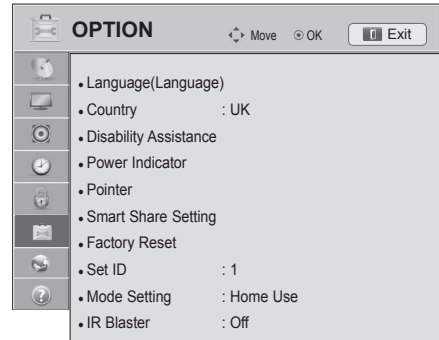 OPTION Move OK Exit
• Language(Language)
• Country : UK
• Disability Assistance
• Power Indicator
• Pointer
• Smart Share Setting
• Factory Reset
• Set ID : 1
• Mode Setting : Home Use
• IR Blaster : Off
?